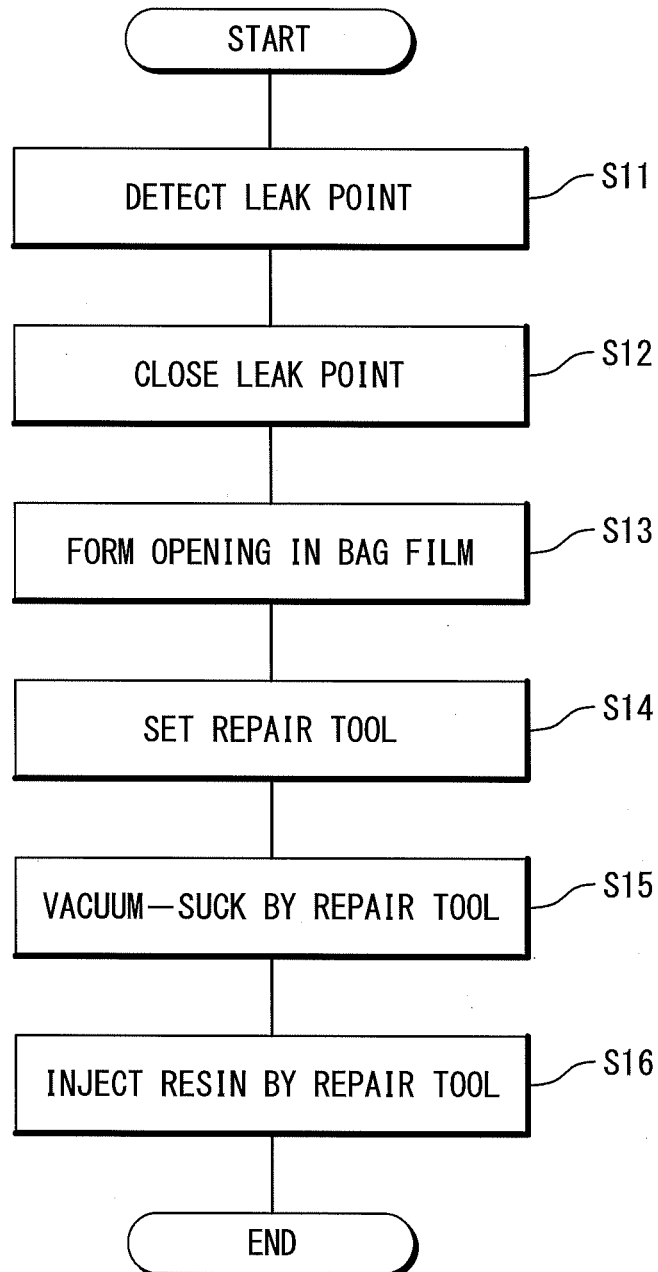 START
DETECT LEAK POINT
S11
CLOSE LEAK POINT
S12
FORM OPENING IN BAG FILM
S13
SET REPAIR TOOL
S14
VACUUM—SUCK BY REPAIR TOOL
S15
INJECT RESIN BY REPAIR TOOL
S16
END